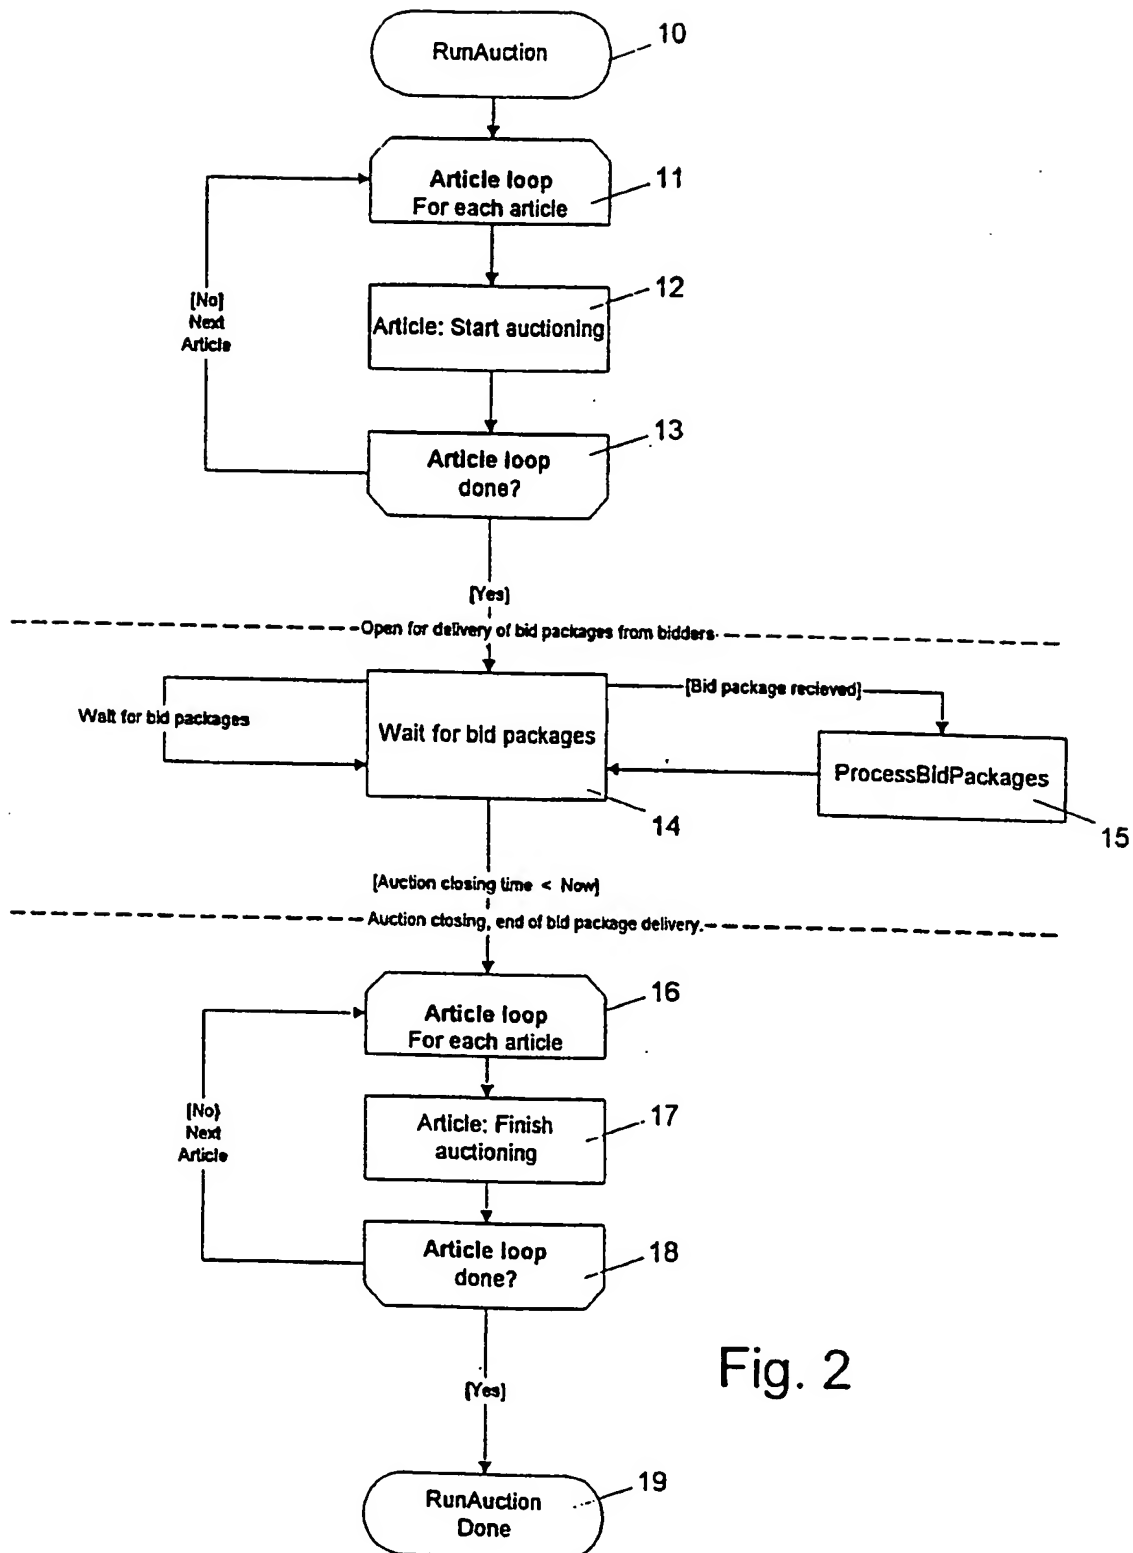 RunAuction
10
Article loop
For each article
11
[No]
Next
Article
Article: Start auctioning
12
Article loop
done?
13
[Yes]
Open for delivery of bid packages from bidders
Wait for bid packages
Wait for bid packages
14
[Bid package recieved]
ProcessBidPackages
15
[Auction closing time < Now]
Auction closing, end of bid package delivery.
Article loop
For each article
16
[No}
Next
Article
Article: Finish
auctioning
17
Article loop
done?
18
[Yes]
Fig. 2
RunAuction
Done
19